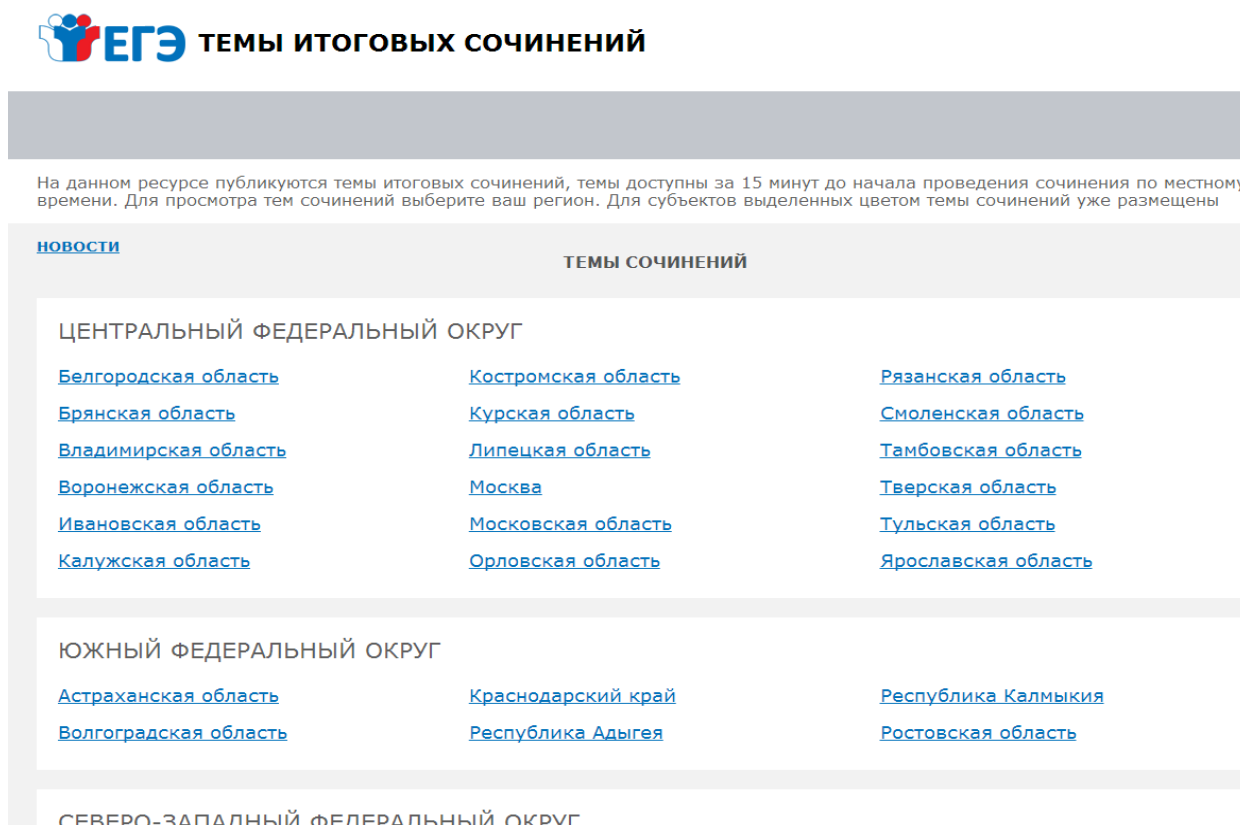 ЕГЭ ТЕМЫ ИТОГОВЫХ СОЧИНЕНИЙ
На данном ресурсе публикуются темы итоговых сочинений, темы доступны за 15 минут до начала проведения сочинения по местному
времени. Для просмотра тем сочинений выберите ваш регион. Для субъектов выделенных цветом темы сочинений уже размещены
НОВОСТИ
ТЕМЫ СОЧИНЕНИЙ
ЦЕНТРАЛЬНЫЙ ФЕДЕРАЛЬНЫЙ ОКРУГ
Белгородская область Костромская область Рязанская область
Брянская область Курская область Смоленская область
Владимирская область Липецкая область Тамбовская область
Воронежская область Москва Тверская область
Ивановская область Московская область Тульская область
Калужская область Орловская область Ярославская область
ЮЖНЫЙ ФЕДЕРАЛЬНЫЙ ОКРУГ
Астраханская область Краснодарский край Республика Калмыкия
Волгоградская область Республика Адыгея Ростовская область
СЕВЕРО-ЗАПАДНЫЙ ФЕДЕРАЛЬНЫЙ ОКРУГ